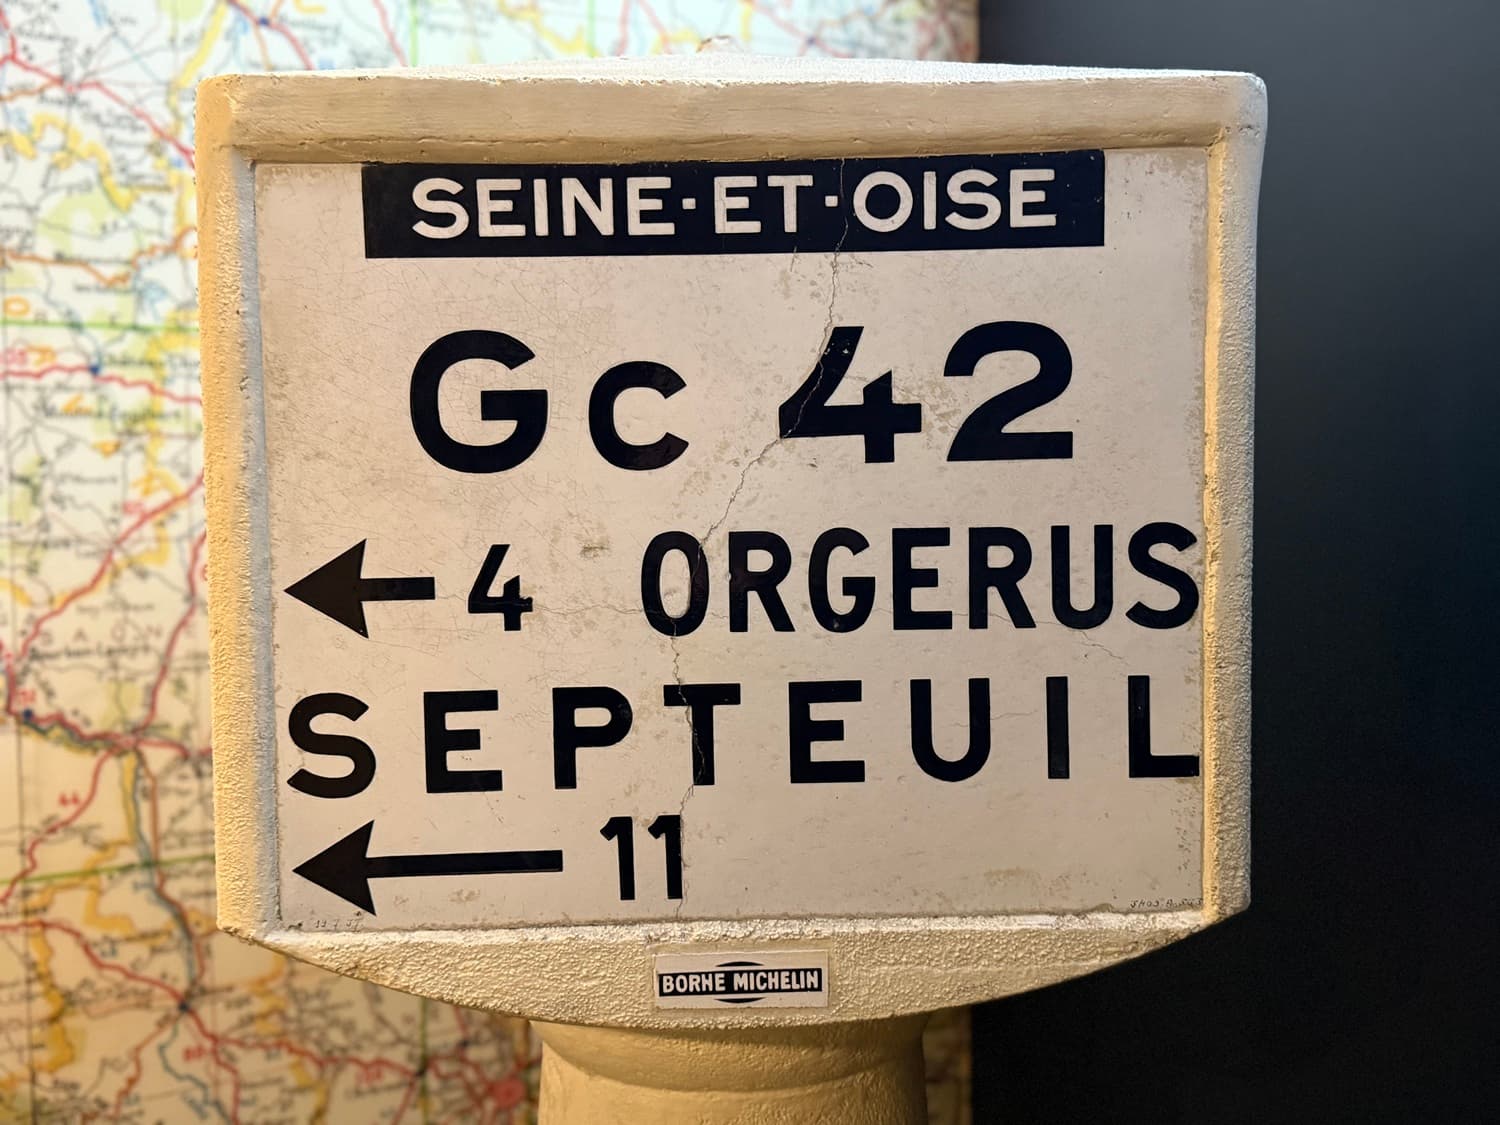 SEINE·ET·OISE
Gc 42
← 4 ORGERUS
SEPTEUIL
← 11
BORNE MICHELIN